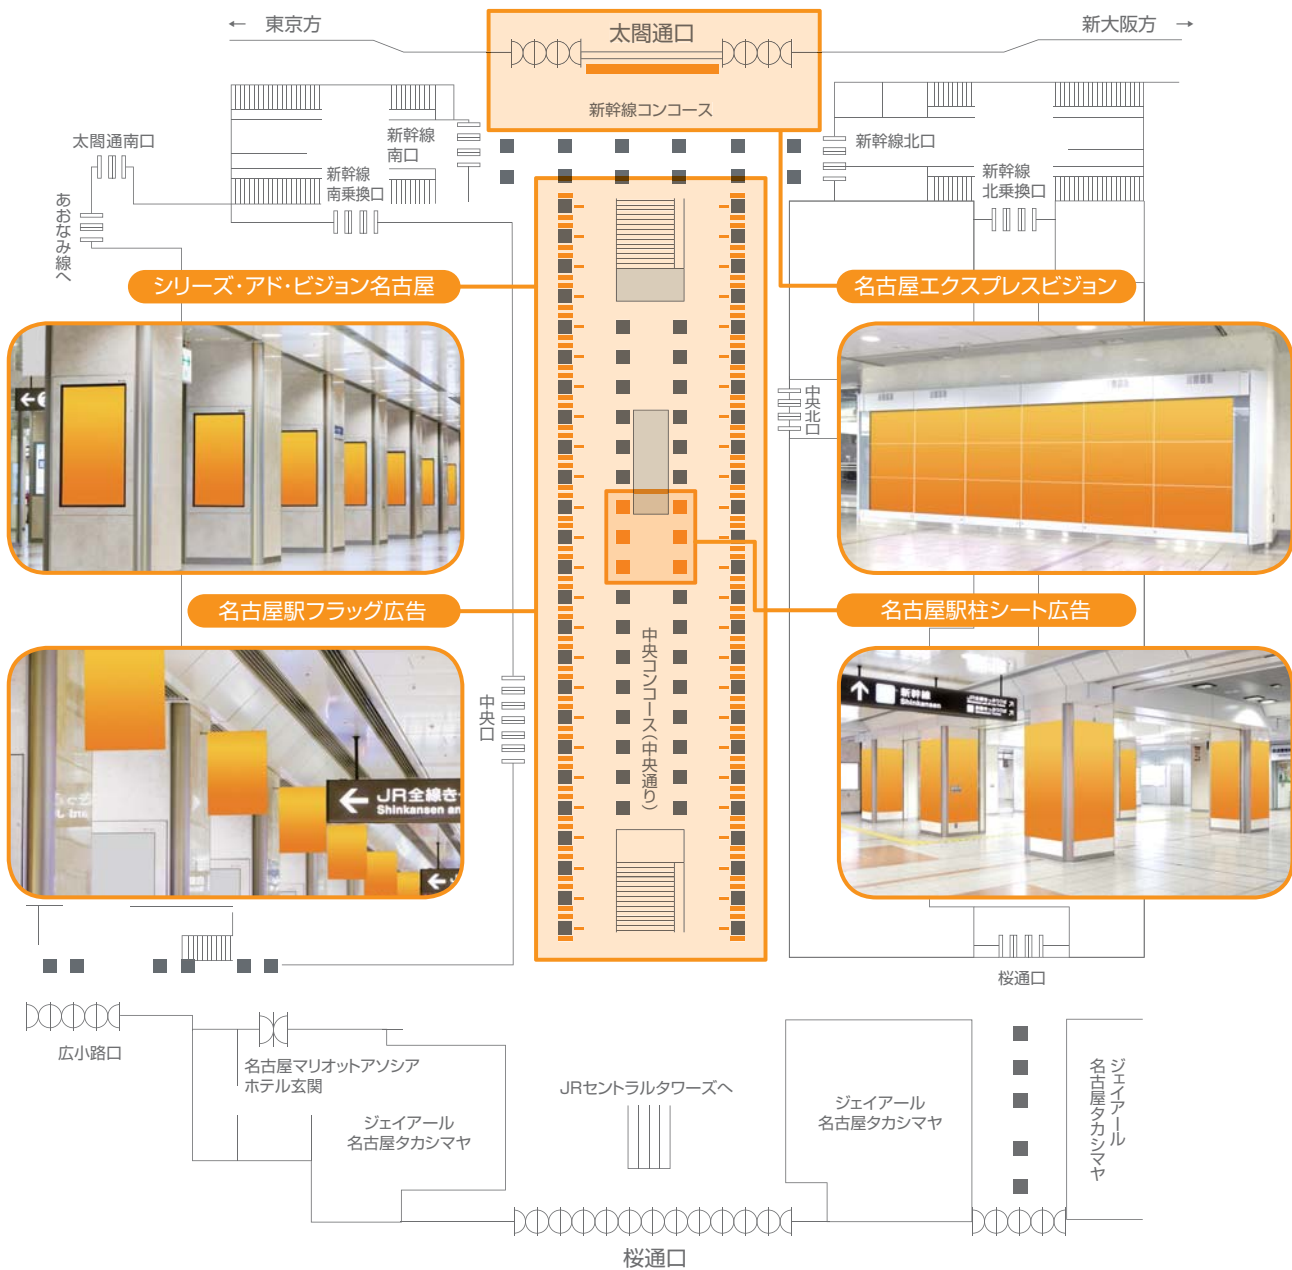 ← 東京方
太閤通口
新大阪方 →
新幹線コンコース
太閤通南口
新幹線
南口
新幹線北口
新幹線
南乗換口
新幹線
北乗換口
あおなみ線へ
シリーズ・アド・ビジョン名古屋
名古屋エクスプレスビジョン
中央北口
名古屋駅フラッグ広告
名古屋駅柱シート広告
中央コンコース(中央通り)
中央口
新幹線
Shinkansen
← JR全線き
Shinkansen an
桜通口
広小路口
名古屋マリオットアソシア
ホテル玄関
JRセントラルタワーズへ
ジェイアール
名古屋タカシマヤ
ジェイアール
名古屋タカシマヤ
ジェイアール
名古屋タカシマヤ
桜通口